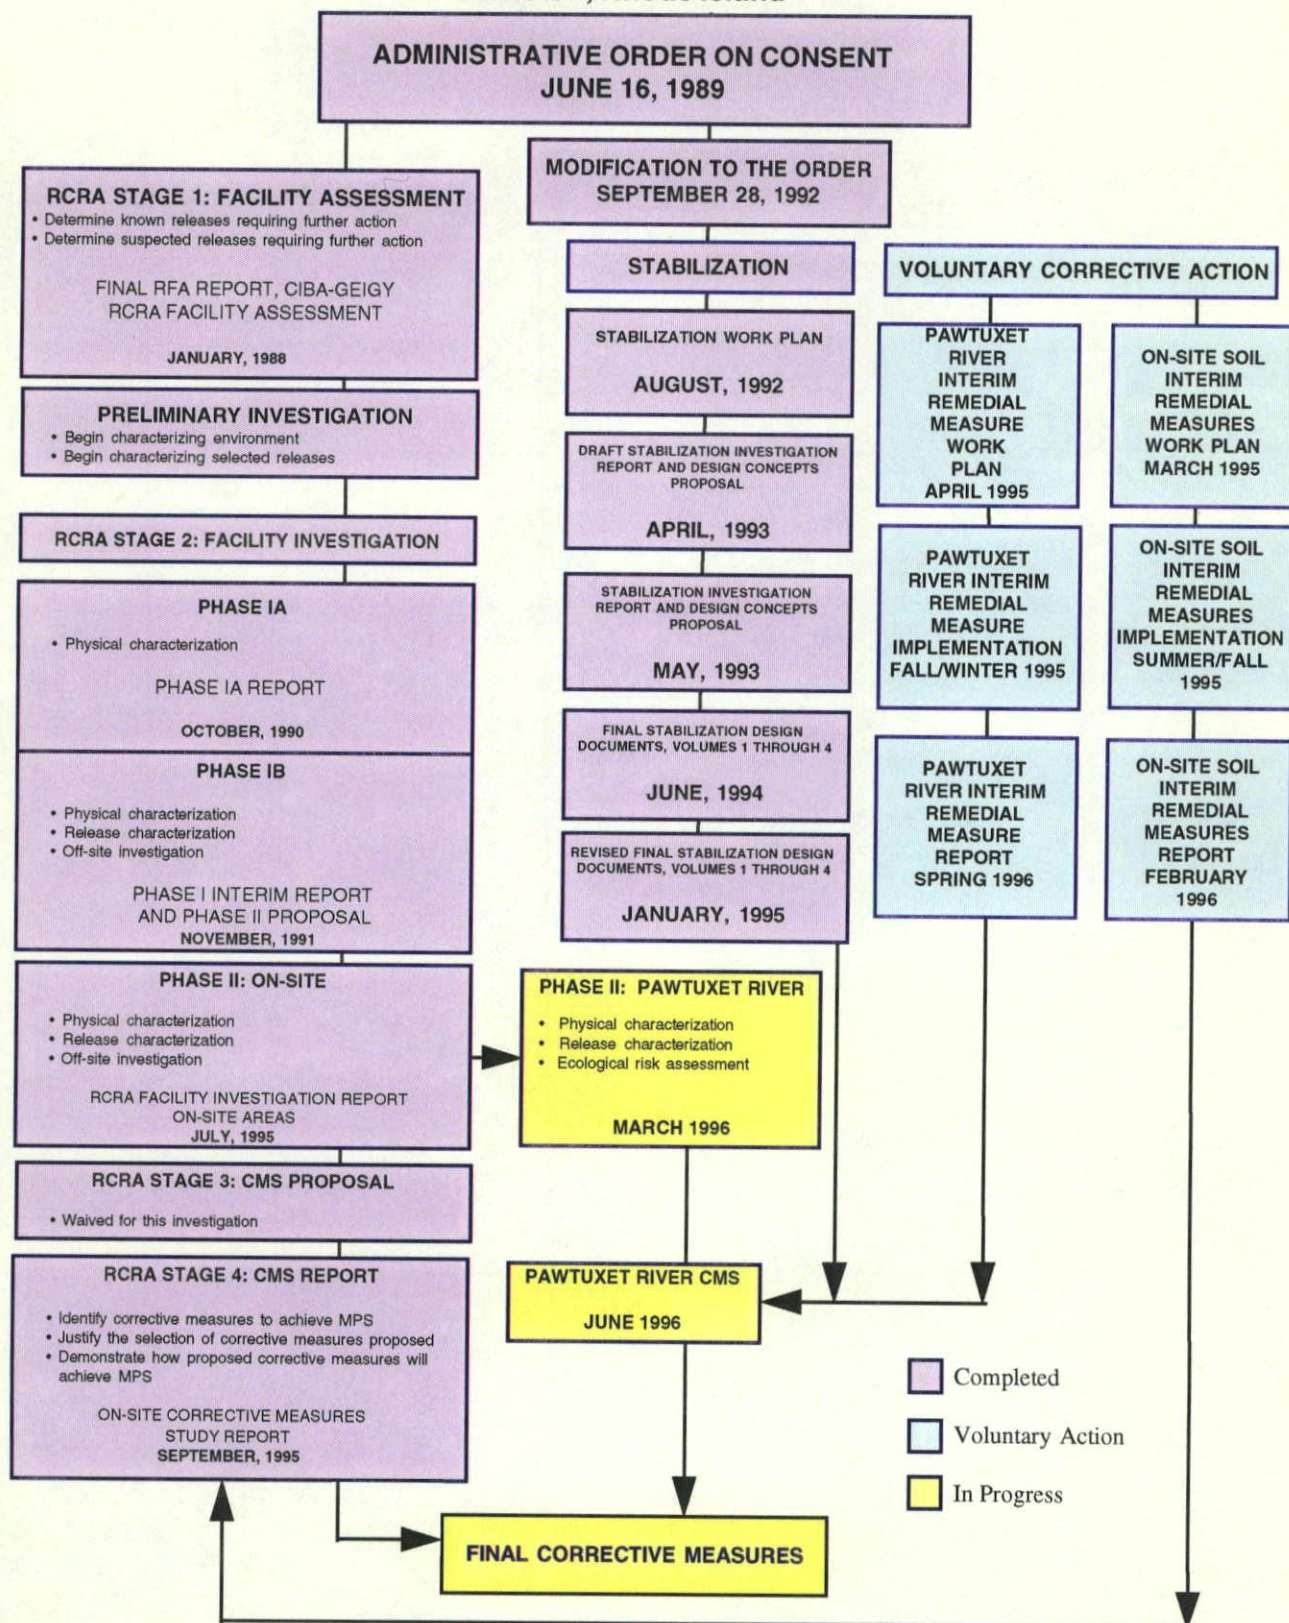 ADMINISTRATIVE ORDER ON CONSENT
JUNE 16, 1989
MODIFICATION TO THE ORDER
SEPTEMBER 28, 1992
RCRA STAGE 1: FACILITY ASSESSMENT
• Determine known releases requiring further action
• Determine suspected releases requiring further action
FINAL RFA REPORT, CIBA-GEIGY
RCRA FACILITY ASSESSMENT
JANUARY, 1988
PRELIMINARY INVESTIGATION
• Begin characterizing environment
• Begin characterizing selected releases
RCRA STAGE 2: FACILITY INVESTIGATION
PHASE IA
• Physical characterization
PHASE IA REPORT
OCTOBER, 1990
PHASE IB
• Physical characterization
• Release characterization
• Off-site investigation
PHASE I INTERIM REPORT
AND PHASE II PROPOSAL
NOVEMBER, 1991
PHASE II: ON-SITE
• Physical characterization
• Release characterization
• Off-site investigation
RCRA FACILITY INVESTIGATION REPORT
ON-SITE AREAS
JULY, 1995
RCRA STAGE 3: CMS PROPOSAL
• Waived for this investigation
RCRA STAGE 4: CMS REPORT
• Identify corrective measures to achieve MPS
• Justify the selection of corrective measures proposed
• Demonstrate how proposed corrective measures will
achieve MPS
ON-SITE CORRECTIVE MEASURES
STUDY REPORT
SEPTEMBER, 1995
STABILIZATION
STABILIZATION WORK PLAN
AUGUST, 1992
DRAFT STABILIZATION INVESTIGATION
REPORT AND DESIGN CONCEPTS
PROPOSAL
APRIL, 1993
STABILIZATION INVESTIGATION
REPORT AND DESIGN CONCEPTS
PROPOSAL
MAY, 1993
FINAL STABILIZATION DESIGN
DOCUMENTS, VOLUMES 1 THROUGH 4
JUNE, 1994
REVISED FINAL STABILIZATION DESIGN
DOCUMENTS, VOLUMES 1 THROUGH 4
JANUARY, 1995
PHASE II: PAWTUXET RIVER
• Physical characterization
• Release characterization
• Ecological risk assessment
MARCH 1996
PAWTUXET RIVER CMS
JUNE 1996
FINAL CORRECTIVE MEASURES
VOLUNTARY CORRECTIVE ACTION
PAWTUXET
RIVER
INTERIM
REMEDIAL
MEASURE
WORK
PLAN
APRIL 1995
PAWTUXET
RIVER INTERIM
REMEDIAL
MEASURE
IMPLEMENTATION
FALL/WINTER 1995
PAWTUXET
RIVER INTERIM
REMEDIAL
MEASURE
REPORT
SPRING 1996
ON-SITE SOIL
INTERIM
REMEDIAL
MEASURES
WORK PLAN
MARCH 1995
ON-SITE SOIL
INTERIM
REMEDIAL
MEASURES
IMPLEMENTATION
SUMMER/FALL
1995
ON-SITE SOIL
INTERIM
REMEDIAL
MEASURES
REPORT
FEBRUARY
1996
Completed
Voluntary Action
In Progress